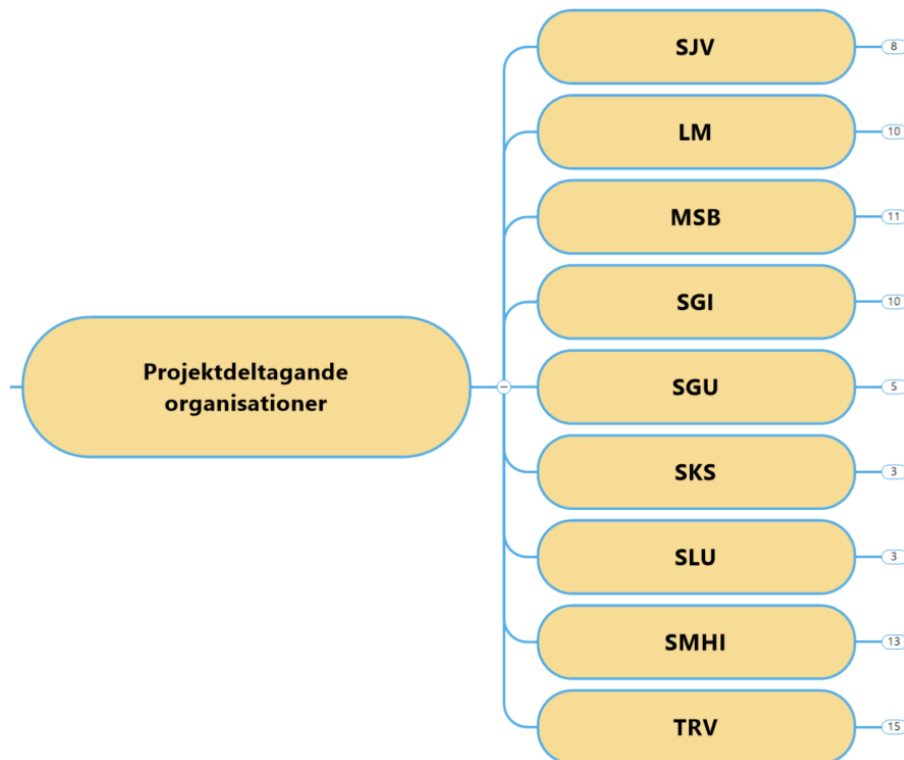 SJV
8
LM
10
MSB
11
SGI
10
Projektdeltagande
organisationer
SGU
5
SKS
3
SLU
3
SMHI
13
TRV
15